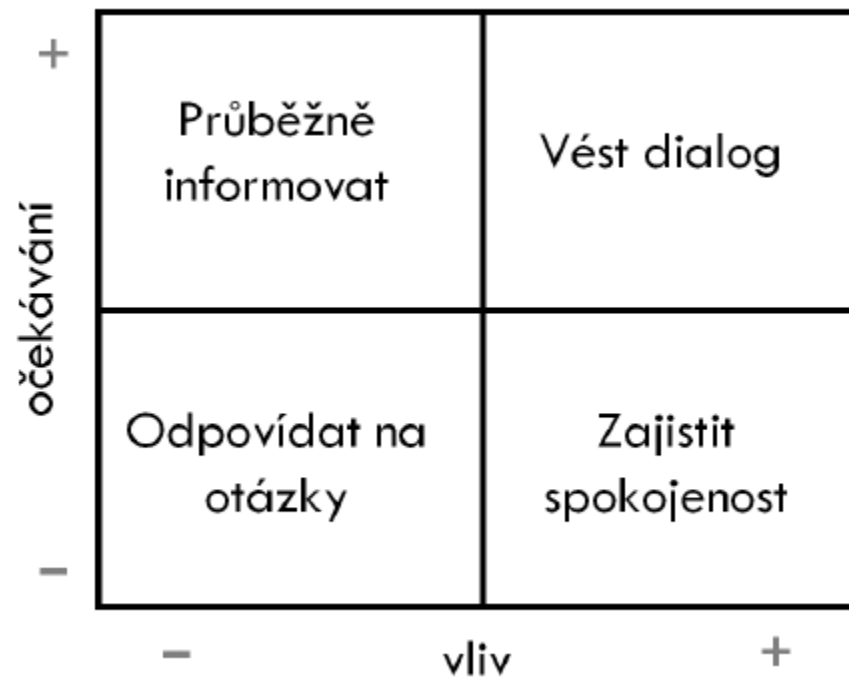 +
Průběžně
informovat
Vést dialog
očekávání
Odpovídat na
otázky
Zajistit
spokojenost
–
–
vliv
+